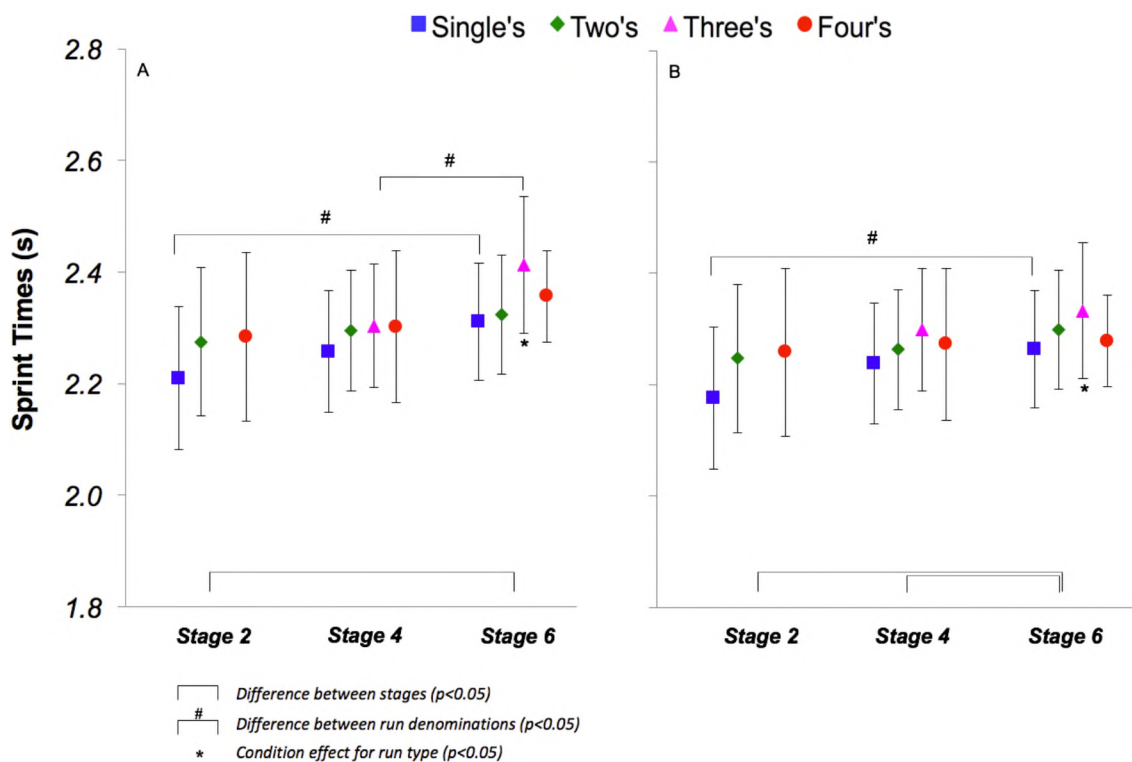 Single's Two's Three's Four's
2.8
2.6
2.4
2.2
2.0
1.8
Sprint Times (s)
A
#
#
*
Stage 2 Stage 4 Stage 6
B
#
*
Stage 2 Stage 4 Stage 6
Difference between stages (p<0.05)
# Difference between run denominations (p<0.05)
* Condition effect for run type (p<0.05)